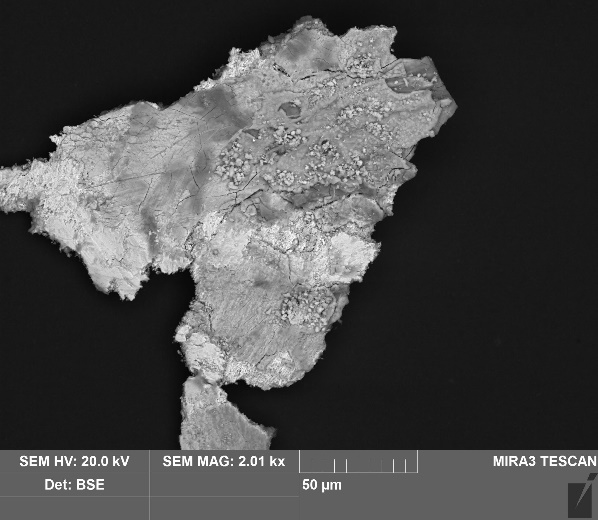 SEM HV: 20.0 kV
SEM MAG: 2.01 kx
MIRA3 TESCAN
Det: BSE
50 µm